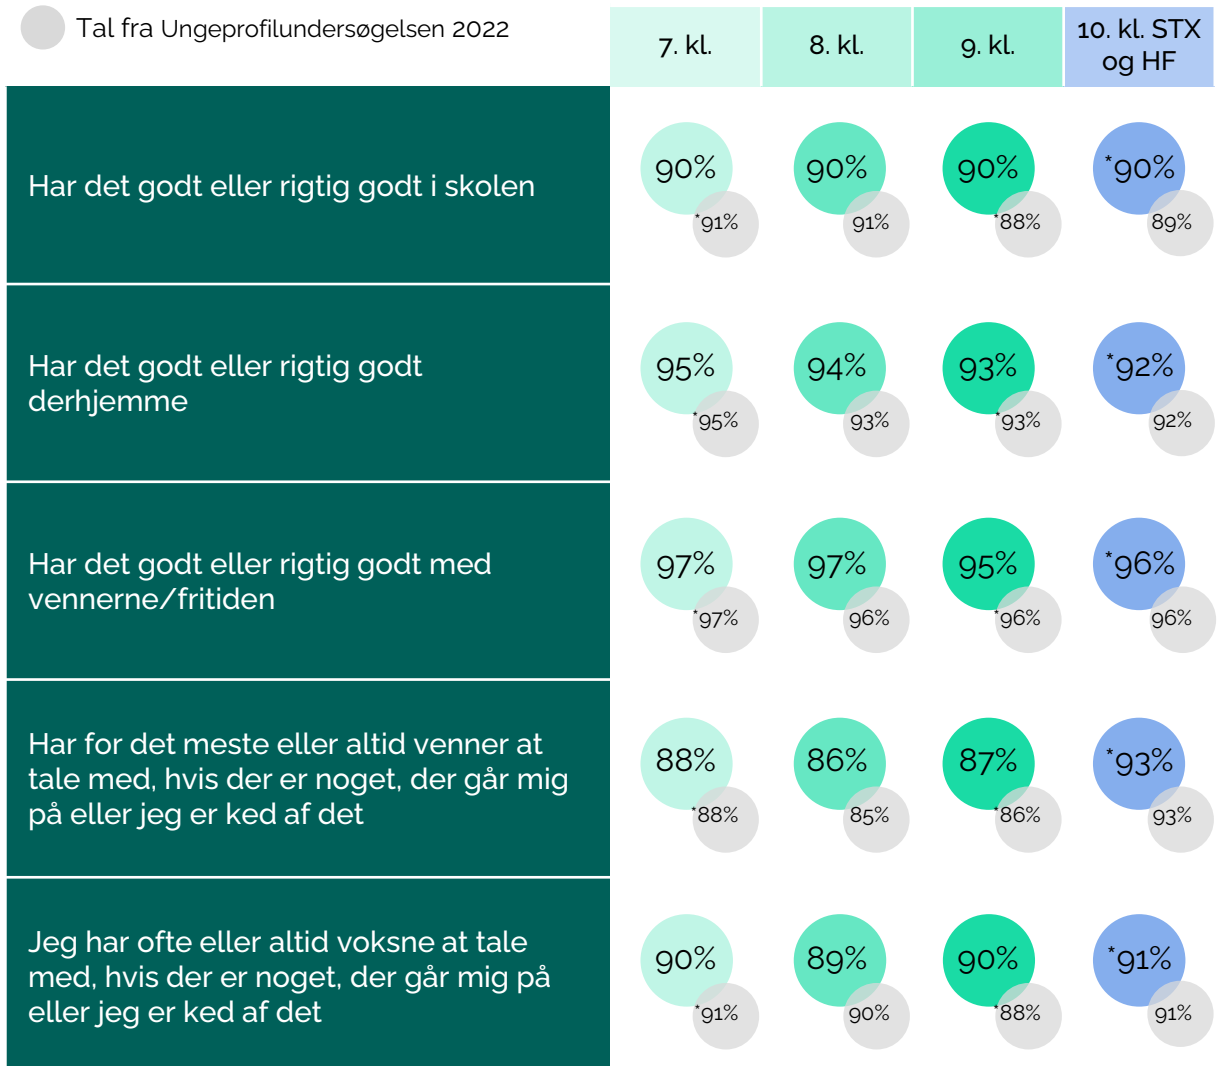 Tal fra Ungeprofilundersøgelsen 2022
7. kl.
8. kl.
9. kl.
10. kl. STX
og HF
Har det godt eller rigtig godt i skolen
90%
*91%
90%
91%
90%
*88%
*90%
89%
Har det godt eller rigtig godt
derhjemme
95%
*95%
94%
93%
93%
*93%
*92%
92%
Har det godt eller rigtig godt med
vennerne/fritiden
97%
*97%
97%
96%
95%
*96%
*96%
96%
Har for det meste eller altid venner at
tale med, hvis der er noget, der går mig
på eller jeg er ked af det
88%
*88%
86%
85%
87%
*86%
*93%
93%
Jeg har ofte eller altid voksne at tale
med, hvis der er noget, der går mig på
eller jeg er ked af det
90%
*91%
89%
90%
90%
*88%
*91%
91%